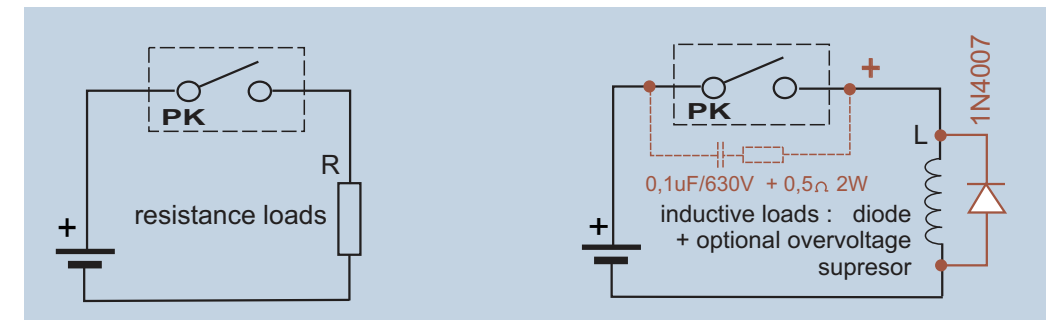 PK
R
resistance loads
+
+
1N4007
PK
L
0,1uF/630V + 0,5Ω 2W
inductive loads : diode
+ optional overvoltage
supresor
+